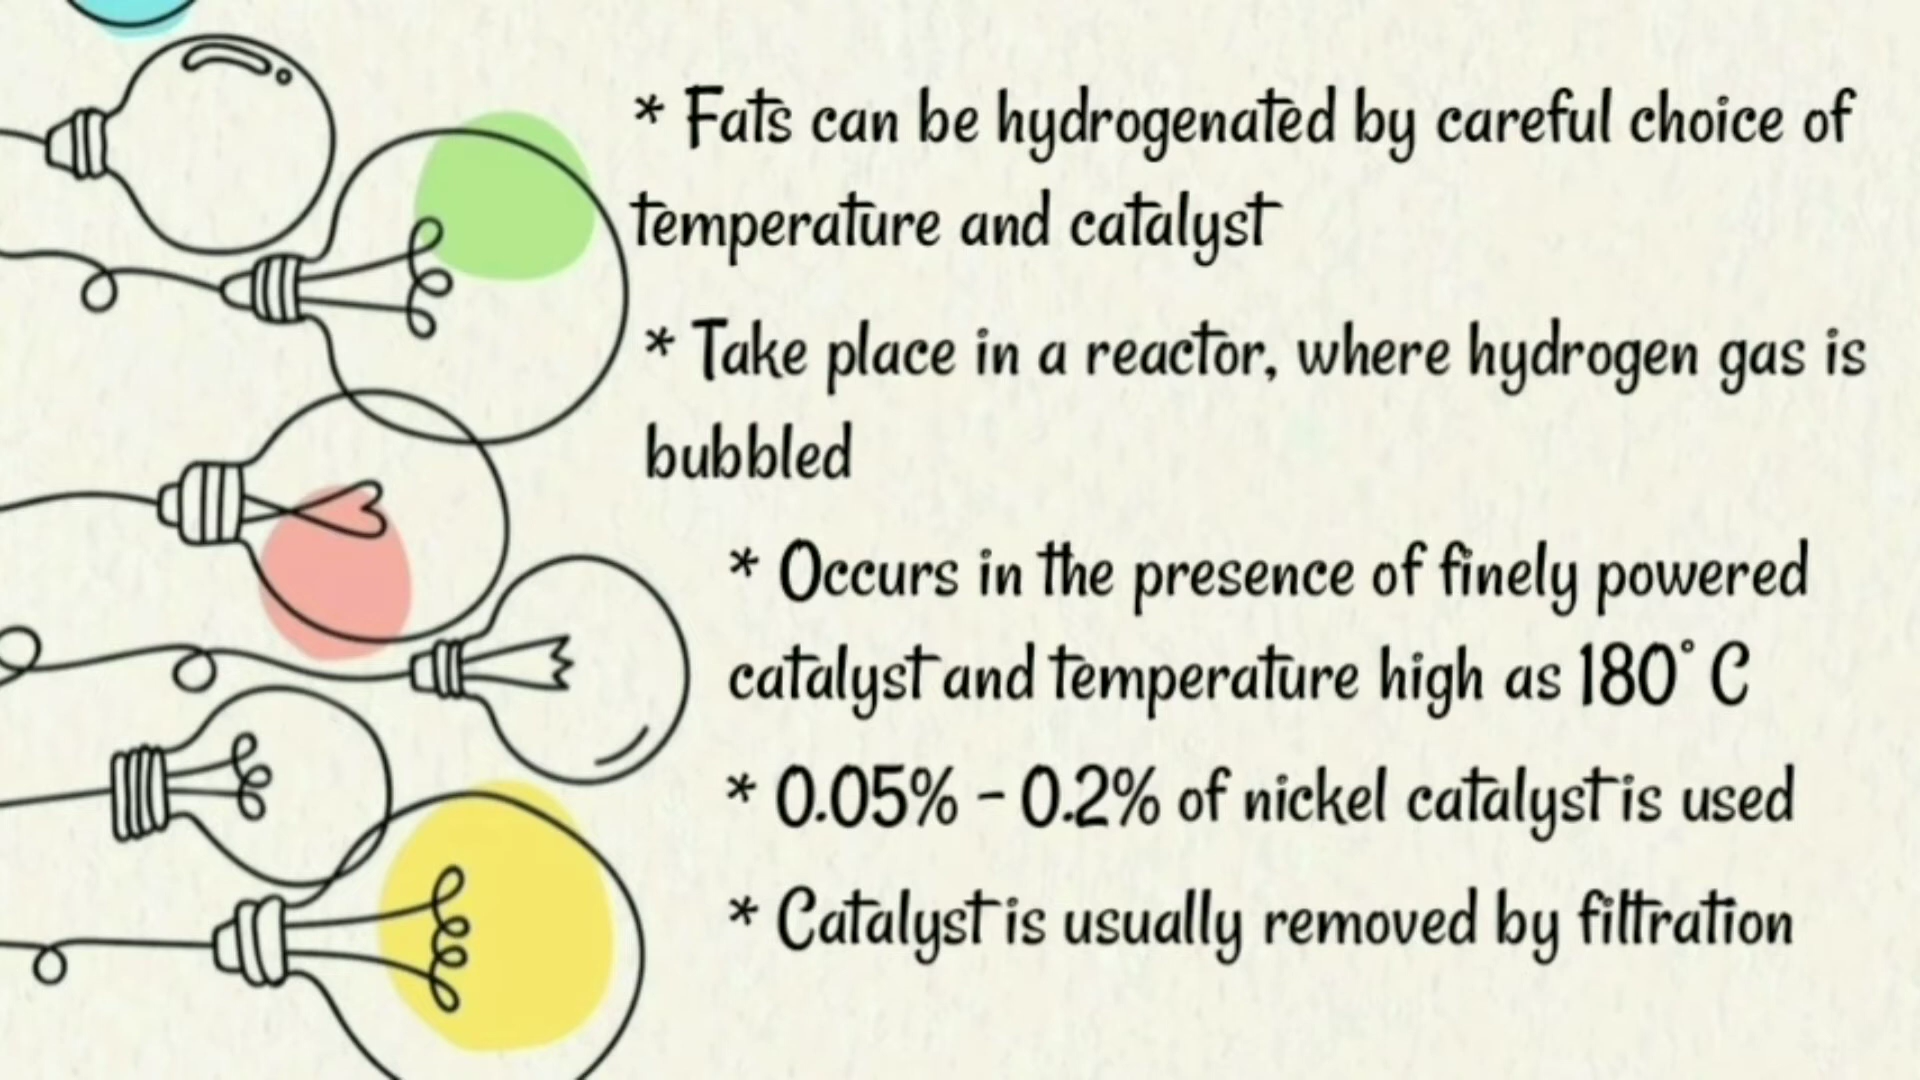 * Fats can be hydrogenated by careful choice of
temperature and catalyst
* Take place in a reactor, where hydrogen gas is
bubbled
* Occurs in the presence of finely powered
catalyst and temperature high as 180° C
* 0.05% - 0.2% of nickel catalyst is used
* Catalyst is usually removed by filtration